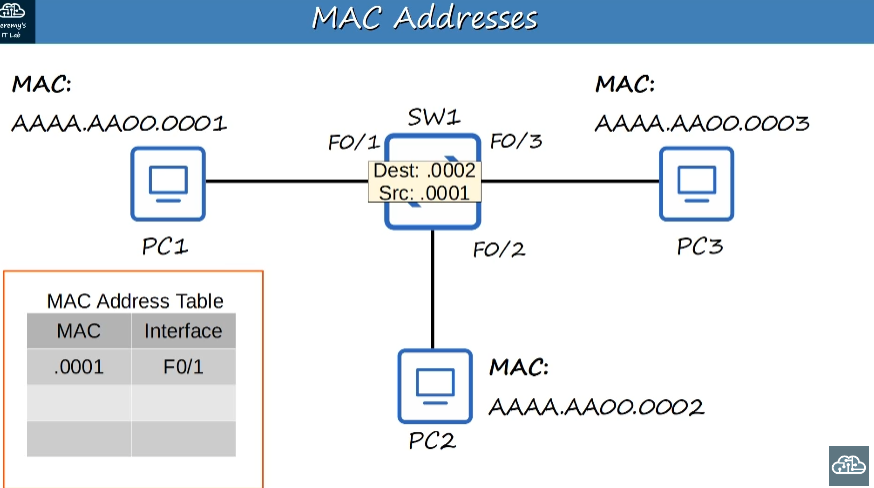 MAC Addresses
Jeremy's
IT Lab
MAC:
AAAA.AA00.0001
PC1
SW1
F0/1
F0/3
Dest: .0002
Src: .0001
F0/2
MAC:
AAAA.AA00.0003
PC3
MAC Address Table
MAC Interface
.0001 F0/1
MAC:
AAAA.AA00.0002
PC2